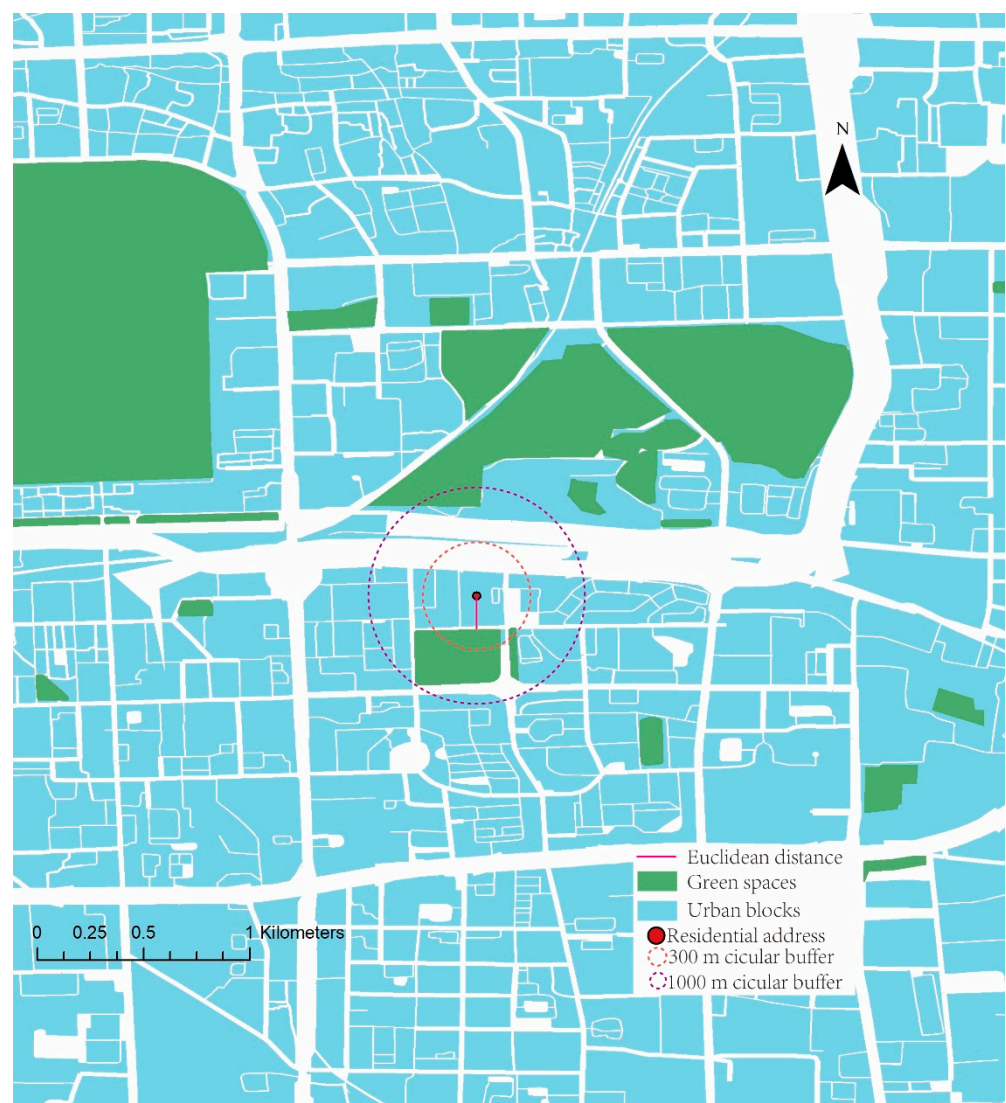 N
Euclidean distance
Green spaces
Urban blocks
Residential address
300 m cicular buffer
1000 m cicular buffer
0 0.25 0.5 1 Kilometers